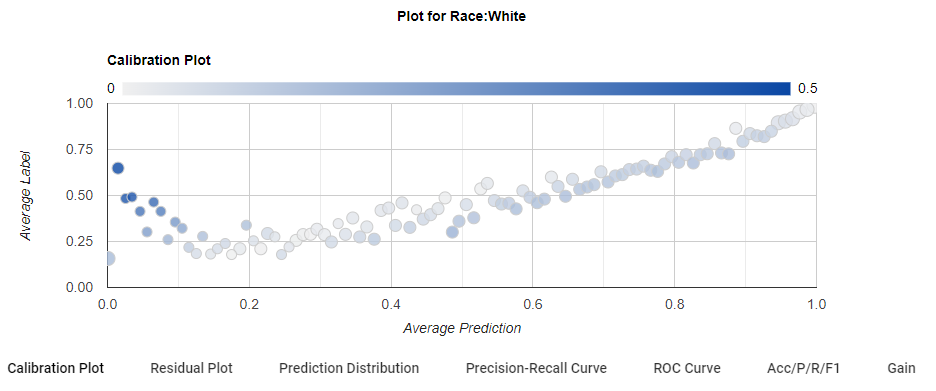 Plot for Race:White
Calibration Plot
0 0.5
1.00
0.75
0.50
0.25
0.00
Average Label
0.0 0.2 0.4 0.6 0.8 1.0
Average Prediction
Calibration Plot Residual Plot Prediction Distribution Precision-Recall Curve ROC Curve Acc/P/R/F1 Gain